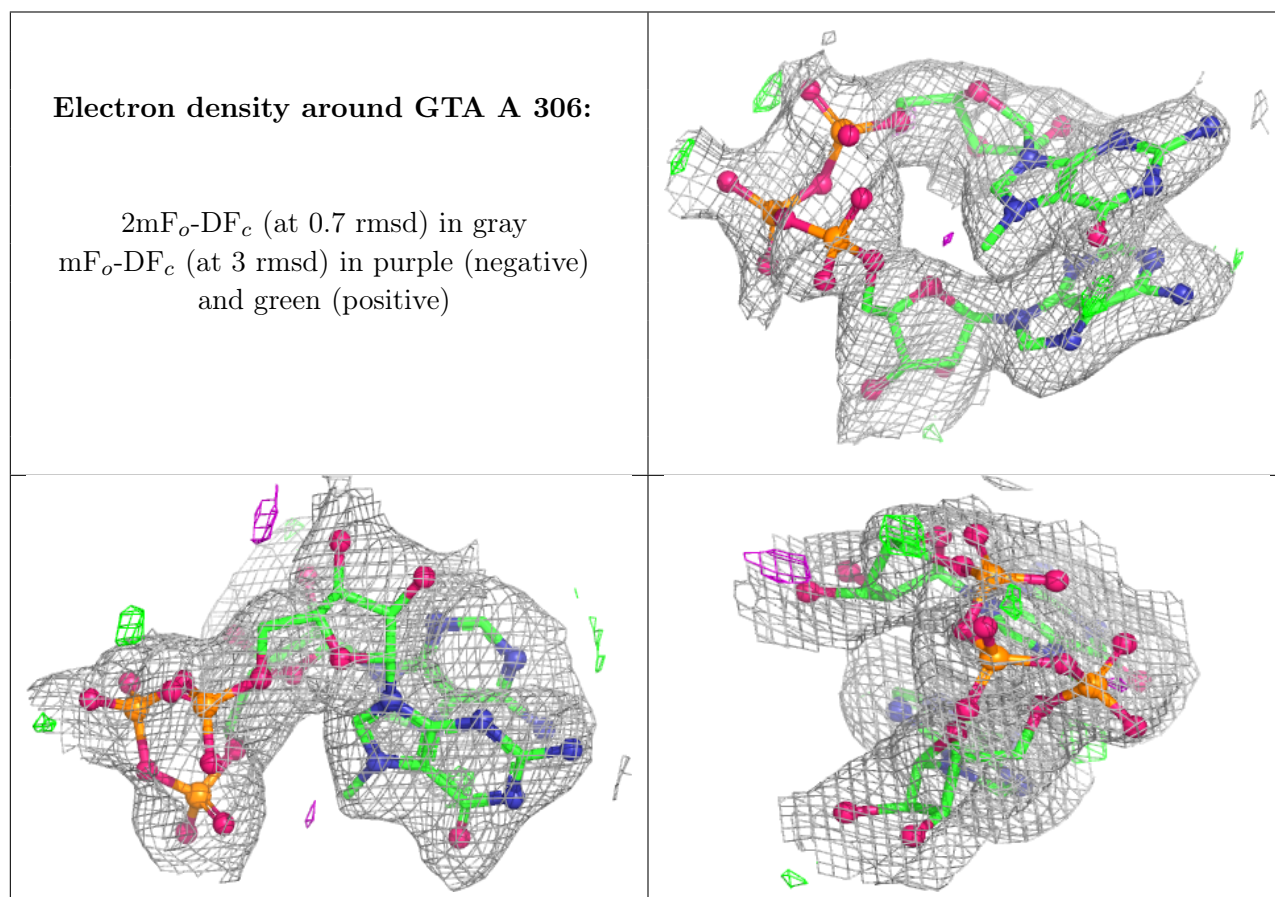 Electron density around GTA A 306:
2mFo-DFc (at 0.7 rmsd) in gray
mFo-DFc (at 3 rmsd) in purple (negative)
and green (positive)